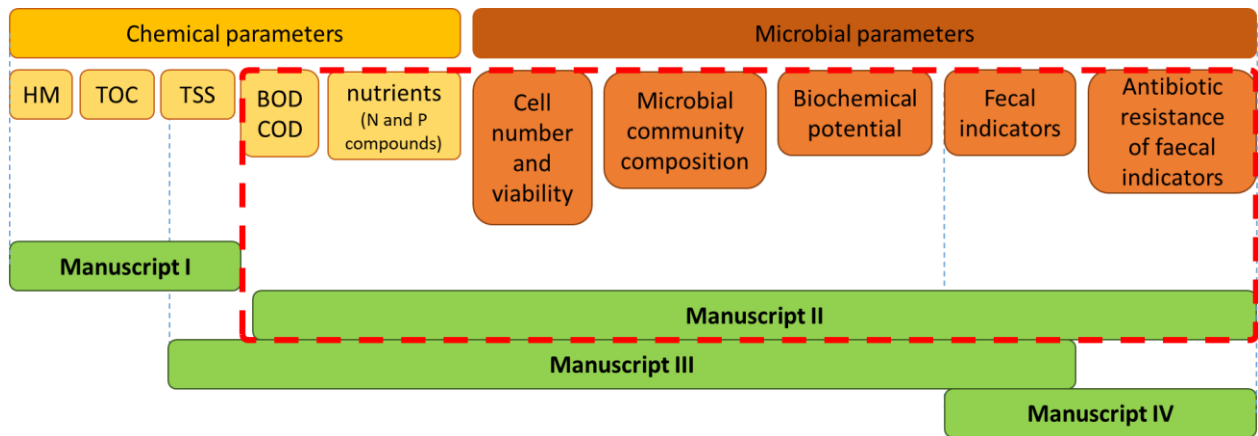 Chemical parameters
Microbial parameters
HM
TOC
TSS
BOD
COD
nutrients
(N and P
compounds)
Cell
number
and
viability
Microbial
community
composition
Biochemical
potential
Fecal
indicators
Antibiotic
resistance
of faecal
indicators
Manuscript I
Manuscript II
Manuscript III
Manuscript IV